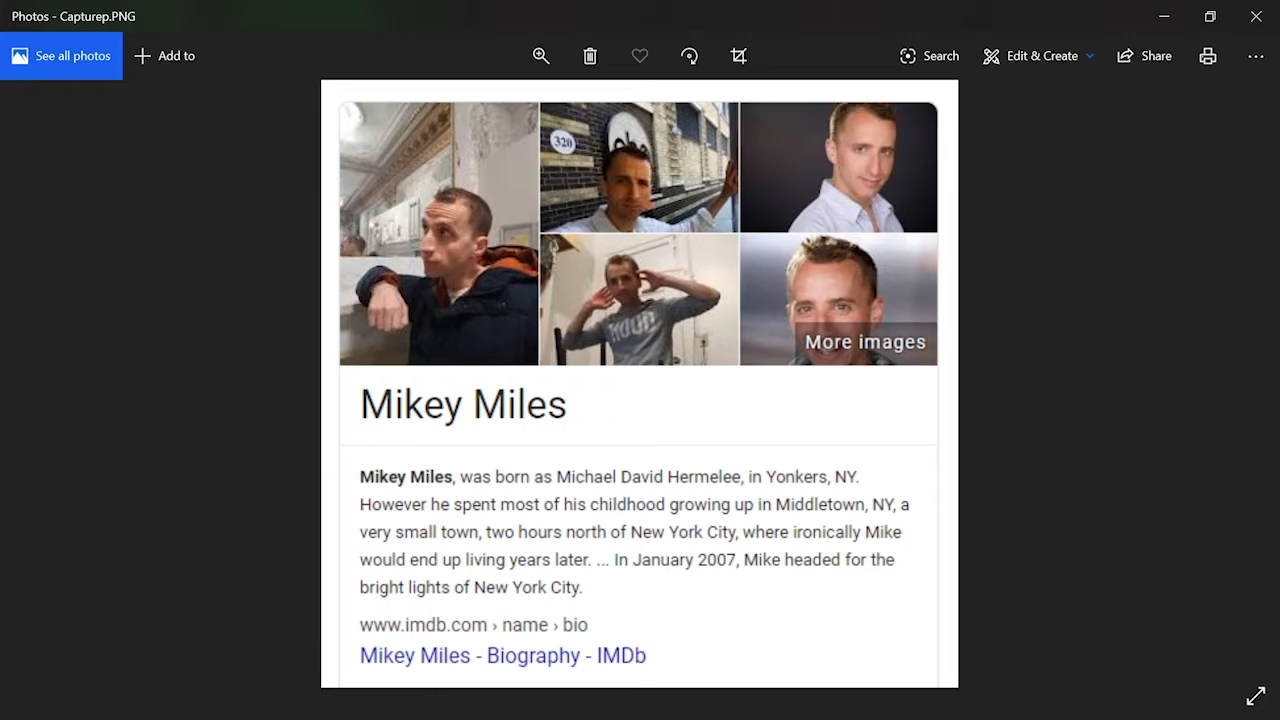 Photos - Capturep.PNG
See all photos
Add to
Search
Edit & Create
Share
320
More images
Mikey Miles
Mikey Miles, was born as Michael David Hermelee, in Yonkers, NY.
However he spent most of his childhood growing up in Middletown, NY, a
very small town, two hours north of New York City, where ironically Mike
would end up living years later. ... In January 2007, Mike headed for the
bright lights of New York City.
www.imdb.com › name › bio
Mikey Miles - Biography - IMDb